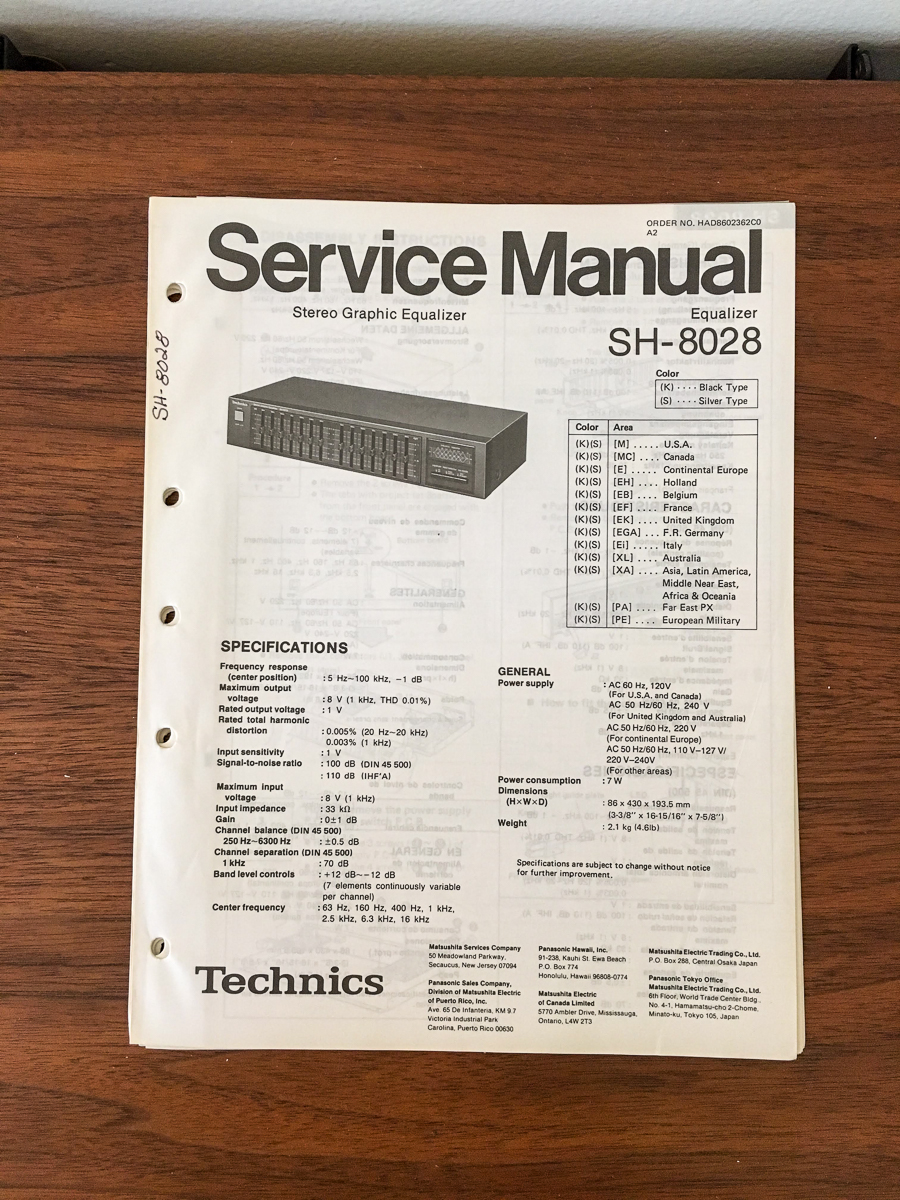 ORDER NO. HAD8602362C0
A2
Service Manual
Stereo Graphic Equalizer
Equalizer
SH-8028
SH-8028
Color
(K) ···· Black Type
(S) ···· Silver Type
Color Area
(K)(S) [M] ..... U.S.A.
(K)(S) [MC] .... Canada
(K)(S) [E] ..... Continental Europe
(K)(S) [EH] .... Holland
(K)(S) [EB] .... Belgium
(K)(S) [EF] .... France
(K)(S) [EK] .... United Kingdom
(K)(S) [EGA] ... F.R. Germany
(K)(S) [Ei] ..... Italy
(K)(S) [XL] .... Australia
(K)(S) [XA] .... Asia, Latin America,
Middle Near East,
Africa & Oceania
(K)(S) [PA] .... Far East PX
(K)(S) [PE] .... European Military
SPECIFICATIONS
Frequency response
(center position) : 5 Hz~100 kHz, −1 dB
Maximum output
voltage : 8 V (1 kHz, THD 0.01%)
Rated output voltage : 1 V
Rated total harmonic
distortion : 0.005% (20 Hz~20 kHz)
0.003% (1 kHz)
Input sensitivity : 1 V
Signal-to-noise ratio : 100 dB (DIN 45 500)
: 110 dB (IHF'A)
Maximum input
voltage : 8 V (1 kHz)
Input impedance : 33 kΩ
Gain : 0±1 dB
Channel balance (DIN 45 500)
250 Hz~6300 Hz : ±0.5 dB
Channel separation (DIN 45 500)
1 kHz : 70 dB
Band level controls : +12 dB~−12 dB
(7 elements continuously variable
per channel)
Center frequency : 63 Hz, 160 Hz, 400 Hz, 1 kHz,
2.5 kHz, 6.3 kHz, 16 kHz
GENERAL
Power supply : AC 60 Hz, 120V
(For U.S.A. and Canada)
AC 50 Hz/60 Hz, 240 V
(For United Kingdom and Australia)
AC 50 Hz/60 Hz, 220 V
(For continental Europe)
AC 50 Hz/60 Hz, 110 V-127 V/
220 V-240V
(For other areas)
Power consumption : 7 W
Dimensions
(H×W×D) : 86 x 430 x 193.5 mm
(3-3/8" x 16-15/16" x 7-5/8")
Weight : 2.1 kg (4.6lb)
Specifications are subject to change without notice
for further improvement.
Technics
Matsushita Services Company
50 Meadowland Parkway,
Secaucus, New Jersey 07094
Panasonic Sales Company,
Division of Matsushita Electric
of Puerto Rico, Inc.
Ave. 65 De Infanteria, KM 9.7
Victoria Industrial Park
Carolina, Puerto Rico 00630
Panasonic Hawaii, Inc.
91-238, Kauhi St. Ewa Beach
P.O. Box 774
Honolulu, Hawaii 96808-0774
Matsushita Electric
of Canada Limited
5770 Ambler Drive, Mississauga,
Ontario, L4W 2T3
Matsushita Electric Trading Co., Ltd.
P.O. Box 288, Central Osaka Japan
Panasonic Tokyo Office
Matsushita Electric Trading Co., Ltd.
6th Floor, World Trade Center Bldg.,
No. 4-1, Hamamatsu-cho 2-Chome,
Minato-ku, Tokyo 105, Japan